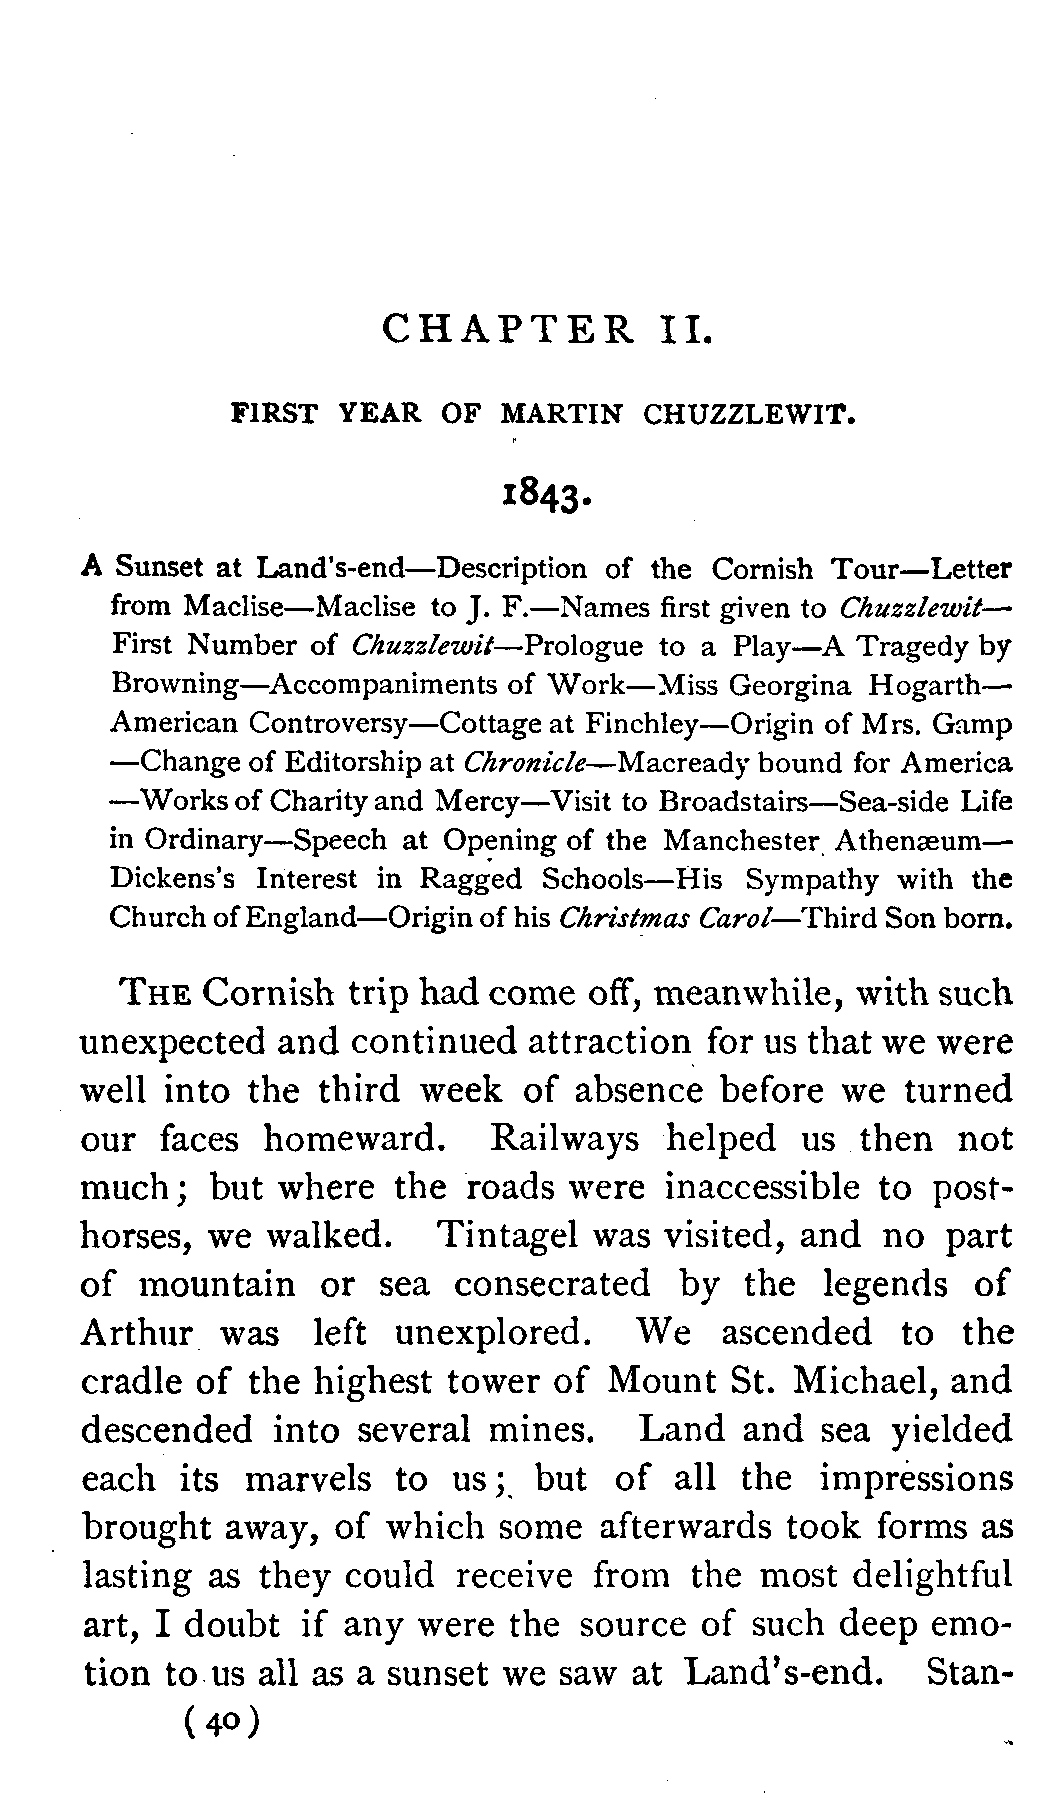 CHAPTER II.
FIRST YEAR OF MARTIN CHUZZLEWIT.
1843.
A Sunset at Land's-end—Description of the Cornish Tour—Letter
from Maclise—Maclise to J. F.—Names first given to Chuzzlewit—
First Number of Chuzzlewit—Prologue to a Play—A Tragedy by
Browning—Accompaniments of Work—Miss Georgina Hogarth—
American Controversy—Cottage at Finchley—Origin of Mrs. Gamp
—Change of Editorship at Chronicle—Macready bound for America
—Works of Charity and Mercy—Visit to Broadstairs—Sea-side Life
in Ordinary—Speech at Opening of the Manchester Athenæum—
Dickens's Interest in Ragged Schools—His Sympathy with the
Church of England—Origin of his Christmas Carol—Third Son born.
THE Cornish trip had come off, meanwhile, with such
unexpected and continued attraction for us that we were
well into the third week of absence before we turned
our faces homeward. Railways helped us then not
much; but where the roads were inaccessible to post-
horses, we walked. Tintagel was visited, and no part
of mountain or sea consecrated by the legends of
Arthur was left unexplored. We ascended to the
cradle of the highest tower of Mount St. Michael, and
descended into several mines. Land and sea yielded
each its marvels to us; but of all the impressions
brought away, of which some afterwards took forms as
lasting as they could receive from the most delightful
art, I doubt if any were the source of such deep emo-
tion to us all as a sunset we saw at Land's-end. Stan-
(40)